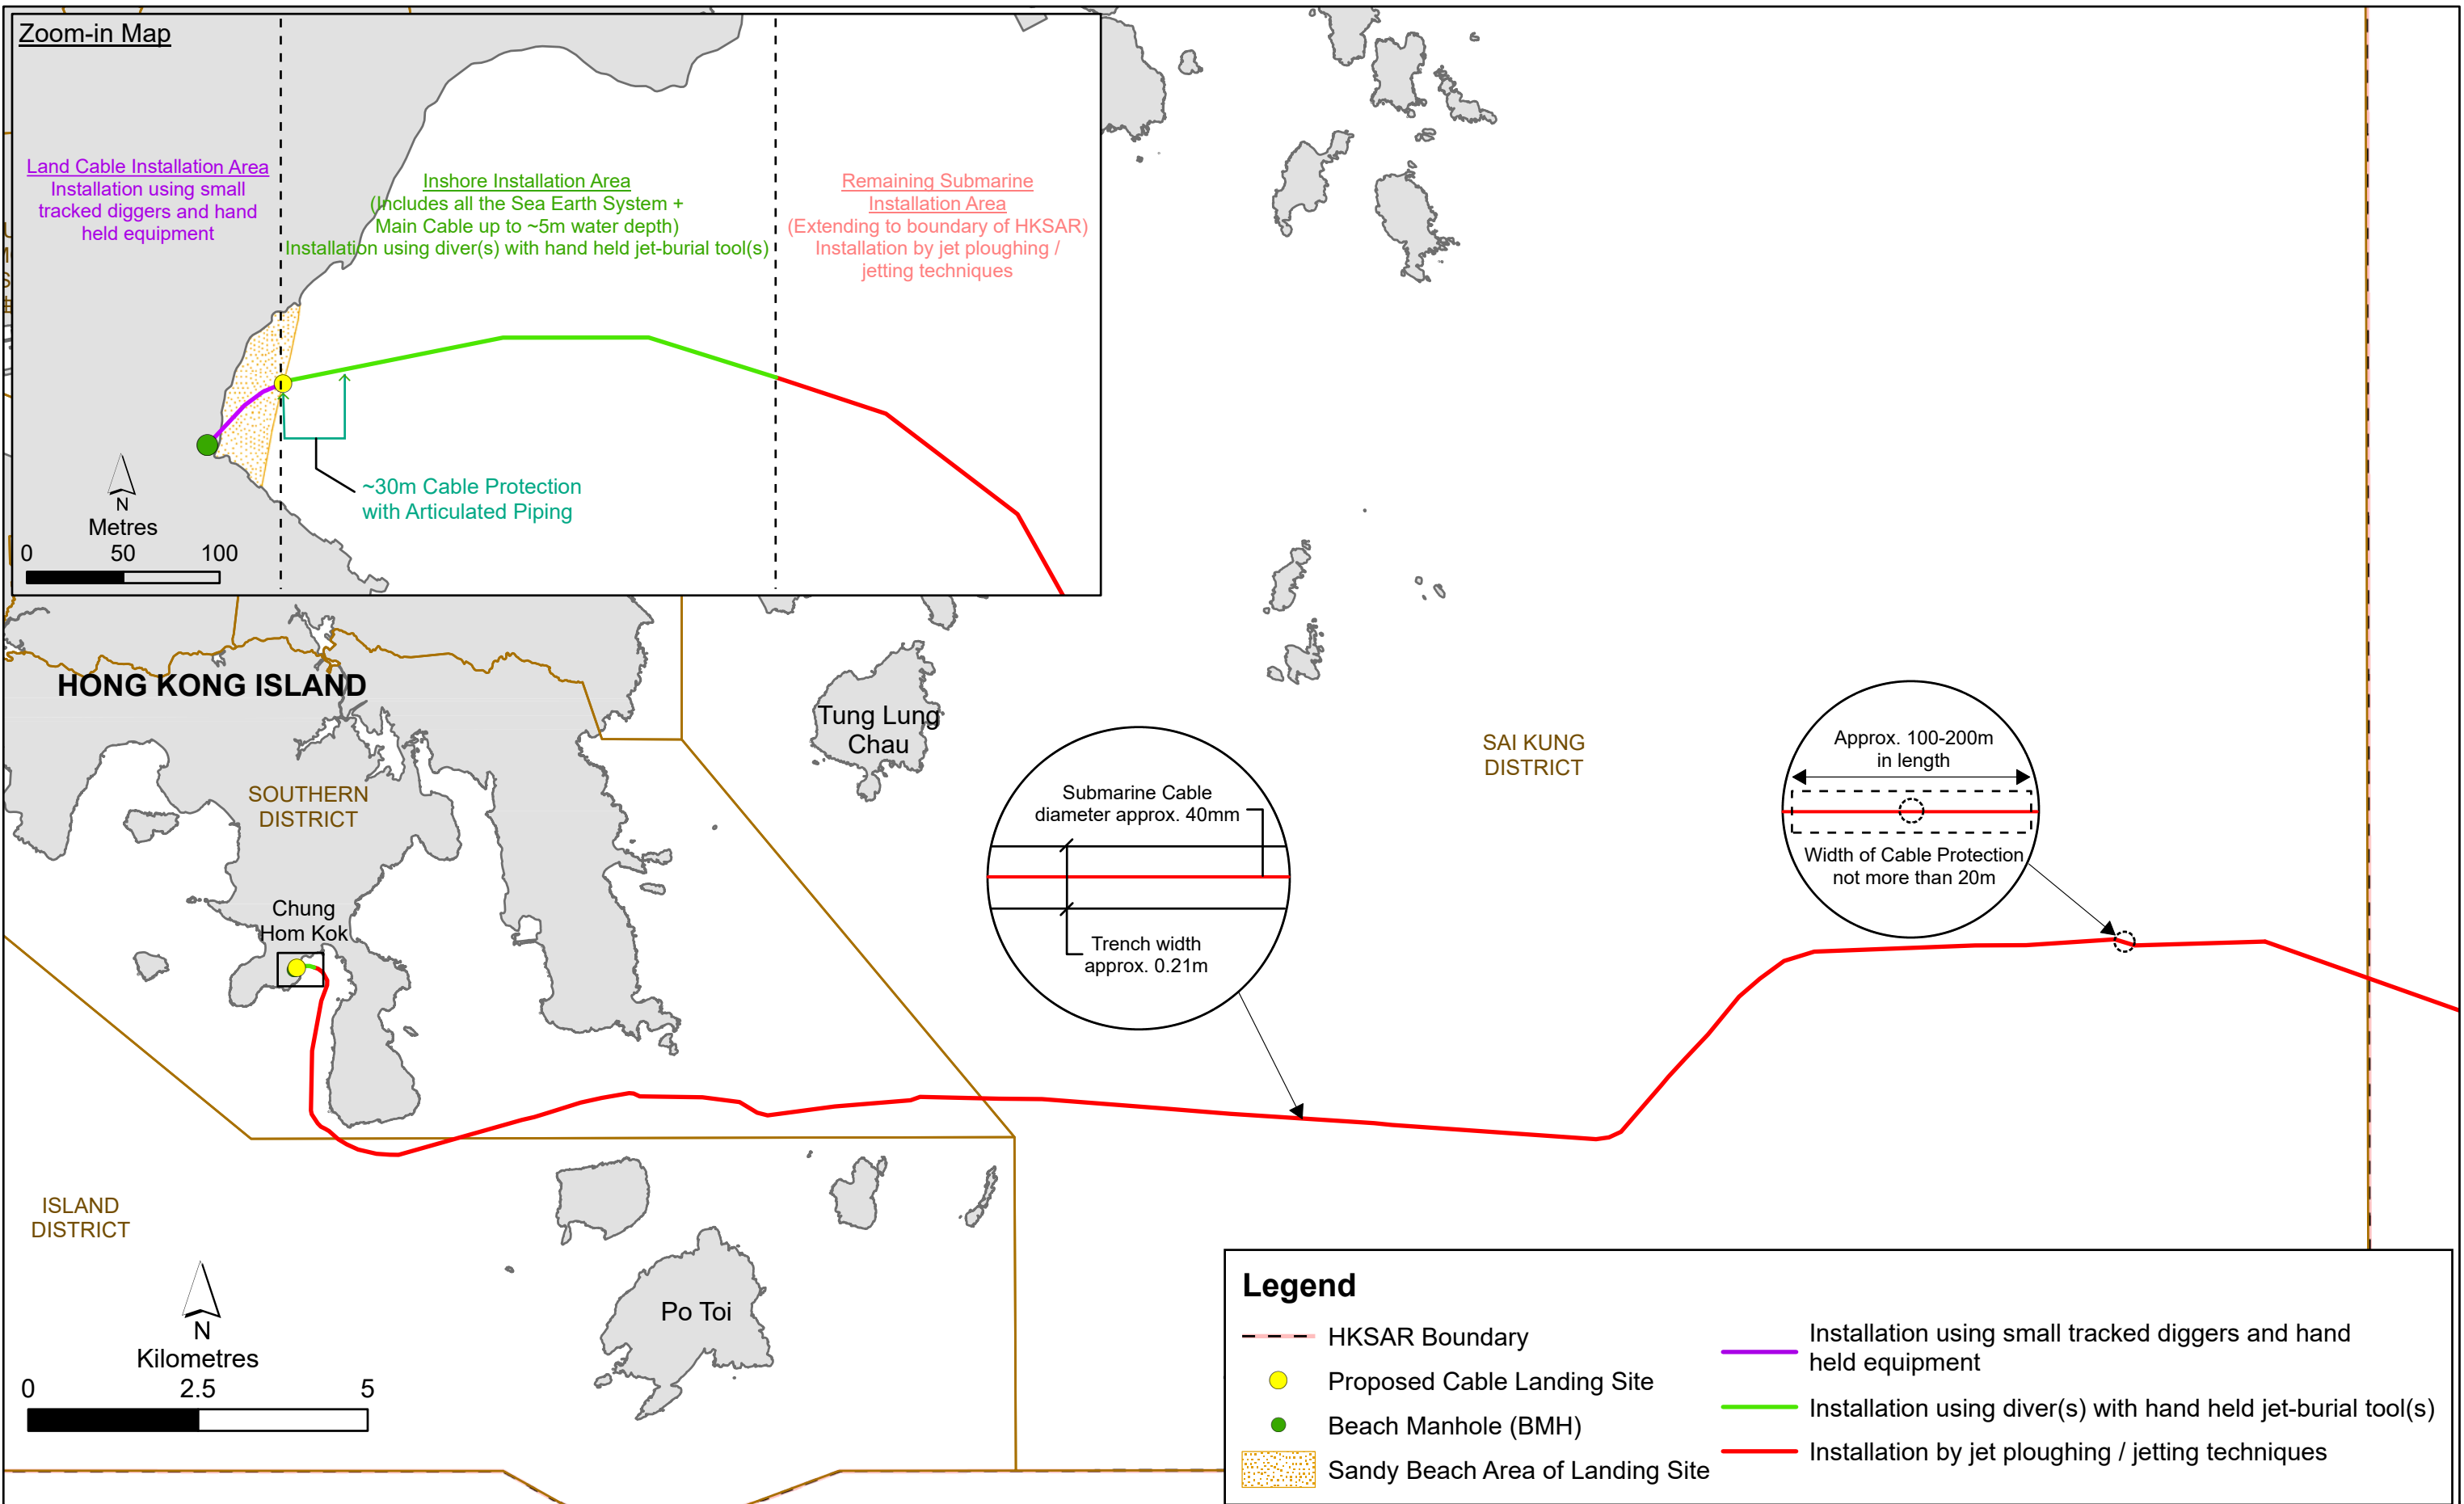 Zoom-in Map
Land Cable Installation Area
Installation using small
tracked diggers and hand
held equipment
Inshore Installation Area
(Includes all the Sea Earth System +
Main Cable up to ~5m water depth)
Installation using diver(s) with hand held jet-burial tool(s)
Remaining Submarine
Installation Area
(Extending to boundary of HKSAR)
Installation by jet ploughing /
jetting techniques
~30m Cable Protection
with Articulated Piping
N
Metres
0 50 100
HONG KONG ISLAND
Tung Lung
Chau
SOUTHERN
DISTRICT
SAI KUNG
DISTRICT
Chung
Hom Kok
Submarine Cable
diameter approx. 40mm
Trench width
approx. 0.21m
Approx. 100-200m
in length
Width of Cable Protection
not more than 20m
ISLAND
DISTRICT
Po Toi
N
Kilometres
0 2.5 5
Legend
HKSAR Boundary
Proposed Cable Landing Site
Beach Manhole (BMH)
Sandy Beach Area of Landing Site
Installation using small tracked diggers and hand
held equipment
Installation using diver(s) with hand held jet-burial tool(s)
Installation by jet ploughing / jetting techniques